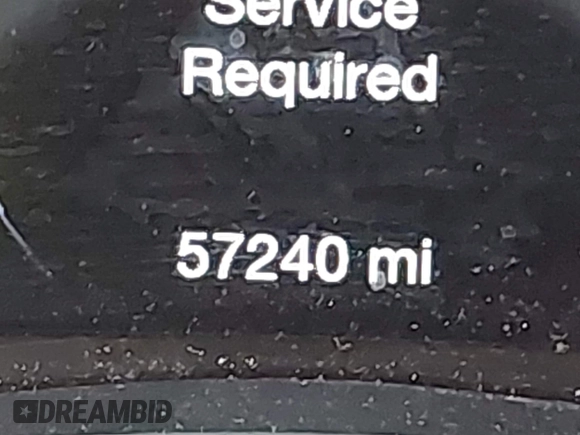 Service
Required
57240 mi
DREAMBID